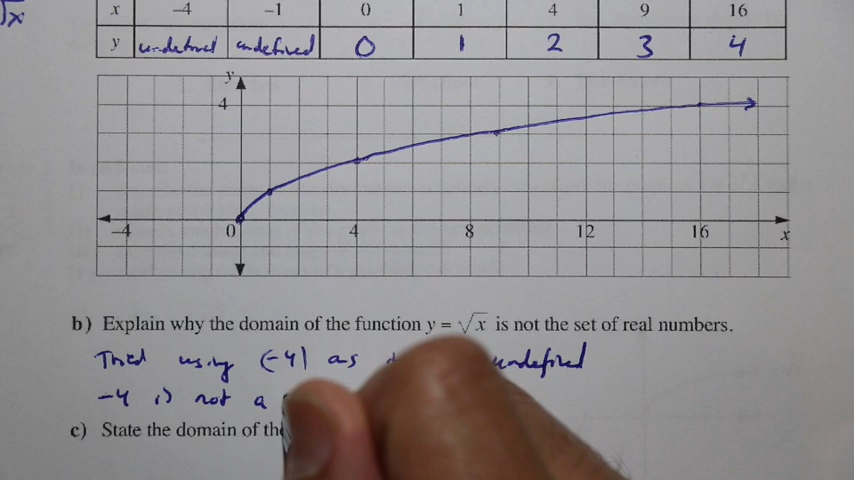 √x
x -4 -1 0 1 4 9 16
y undefined undefined 0 1 2 3 4
y
4
-4 0 4 8 12 16 x
b) Explain why the domain of the function y = √x is not the set of real numbers.
Tried using (-4) as undefined
-4 is not a
c) State the domain of th